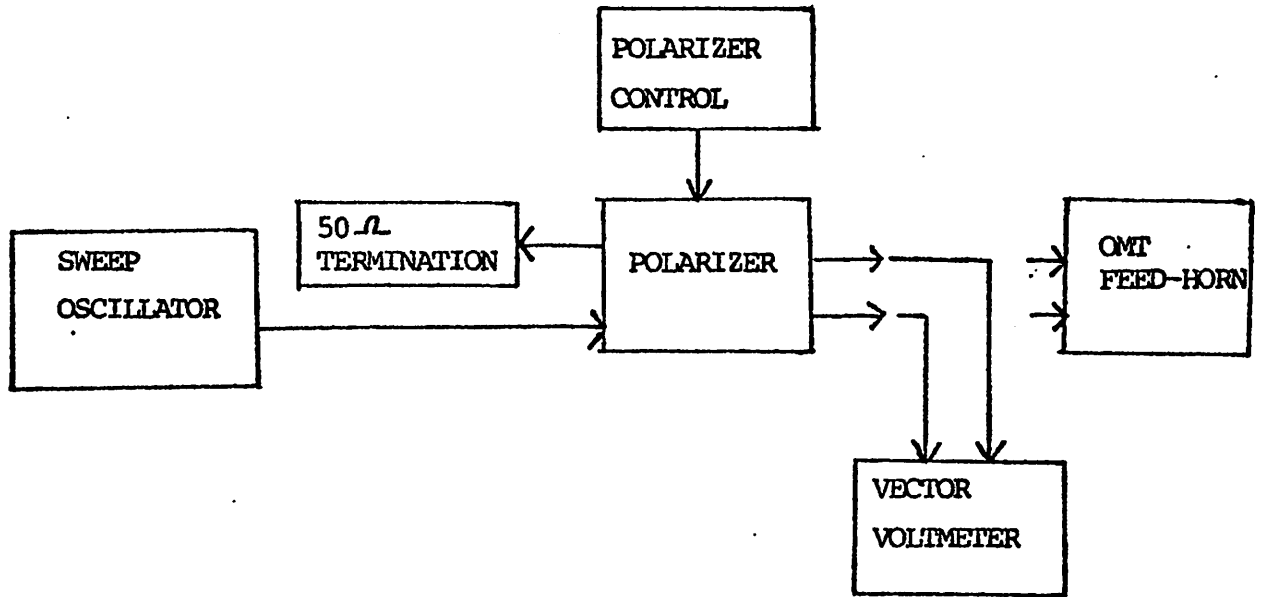 POLARIZER
CONTROL
50 Ω
TERMINATION
SWEEP
OSCILLATOR
POLARIZER
OMT
FEED-HORN
VECTOR
VOLTMETER